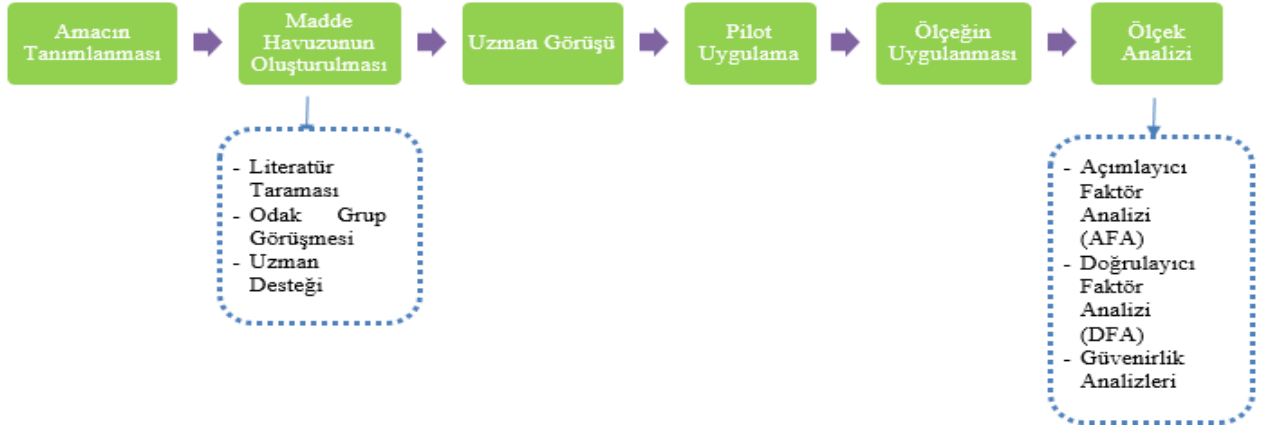 Amacın
Tanımlanması
Madde
Havuzunun
Oluşturulması
Uzman Görüşü
Pilot
Uygulama
Ölçeğin
Uygulanması
Ölçek
Analizi
- Literatür
Taraması
- Odak Grup
Görüşmesi
- Uzman
Desteği
- Açımlayıcı
Faktör
Analizi
(AFA)
- Doğrulayıcı
Faktör
Analizi
(DFA)
- Güvenirlik
Analizleri